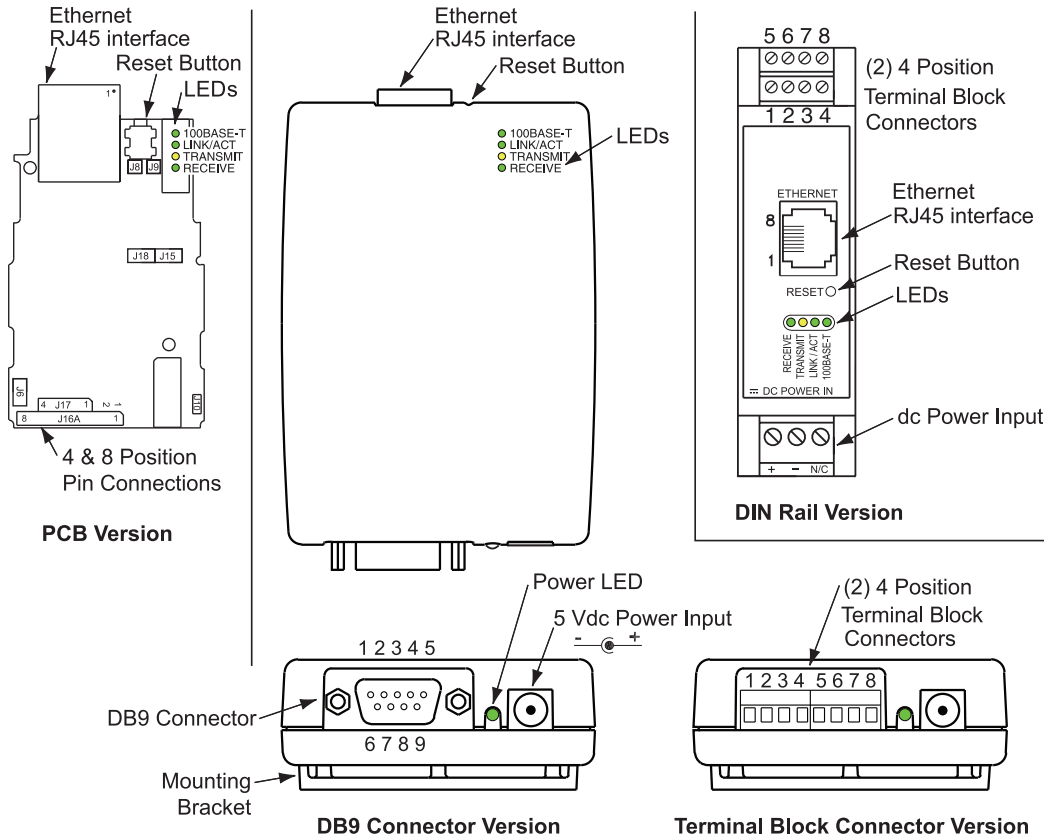 Ethernet
RJ45 interface
Reset Button
LEDs
1
100BASE-T
LINK/ACT
TRANSMIT
RECEIVE
J8 J9
J18 J15
J6
4 J17 1 2 1
8 J16A 1
J10
4 & 8 Position
Pin Connections
PCB Version
Ethernet
RJ45 interface
Reset Button
100BASE-T
LINK/ACT
TRANSMIT
RECEIVE
LEDs
5 6 7 8
1 2 3 4
(2) 4 Position
Terminal Block
Connectors
ETHERNET
8
1
Ethernet
RJ45 interface
RESET
Reset Button
LEDs
RECEIVE
TRANSMIT
LINK / ACT
100BASE-T
DC POWER IN
dc Power Input
+ - N/C
DIN Rail Version
Power LED
5 Vdc Power Input
- +
1 2 3 4 5
DB9 Connector
6 7 8 9
Mounting
Bracket
DB9 Connector Version
(2) 4 Position
Terminal Block
Connectors
1 2 3 4 5 6 7 8
Terminal Block Connector Version